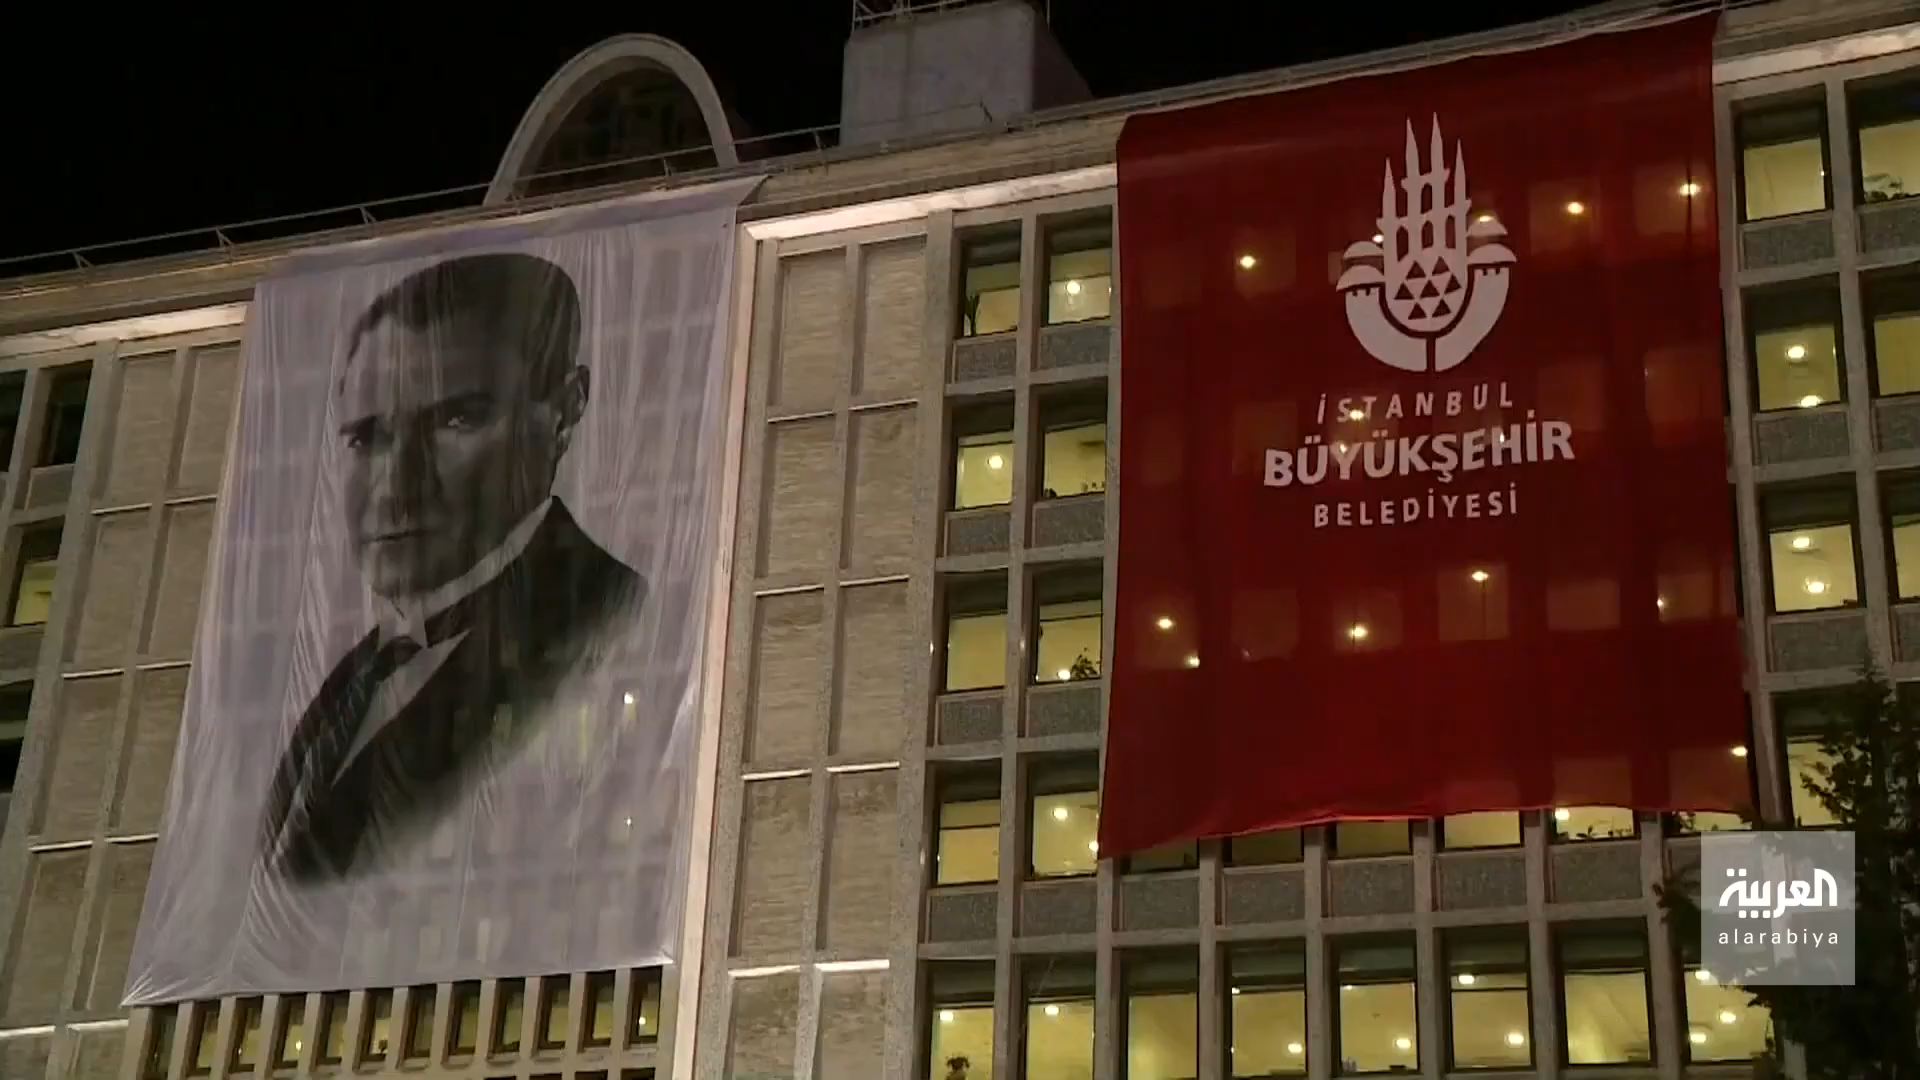 İSTANBUL
BÜYÜKŞEHİR
BELEDİYESİ
العربية
alarabiya